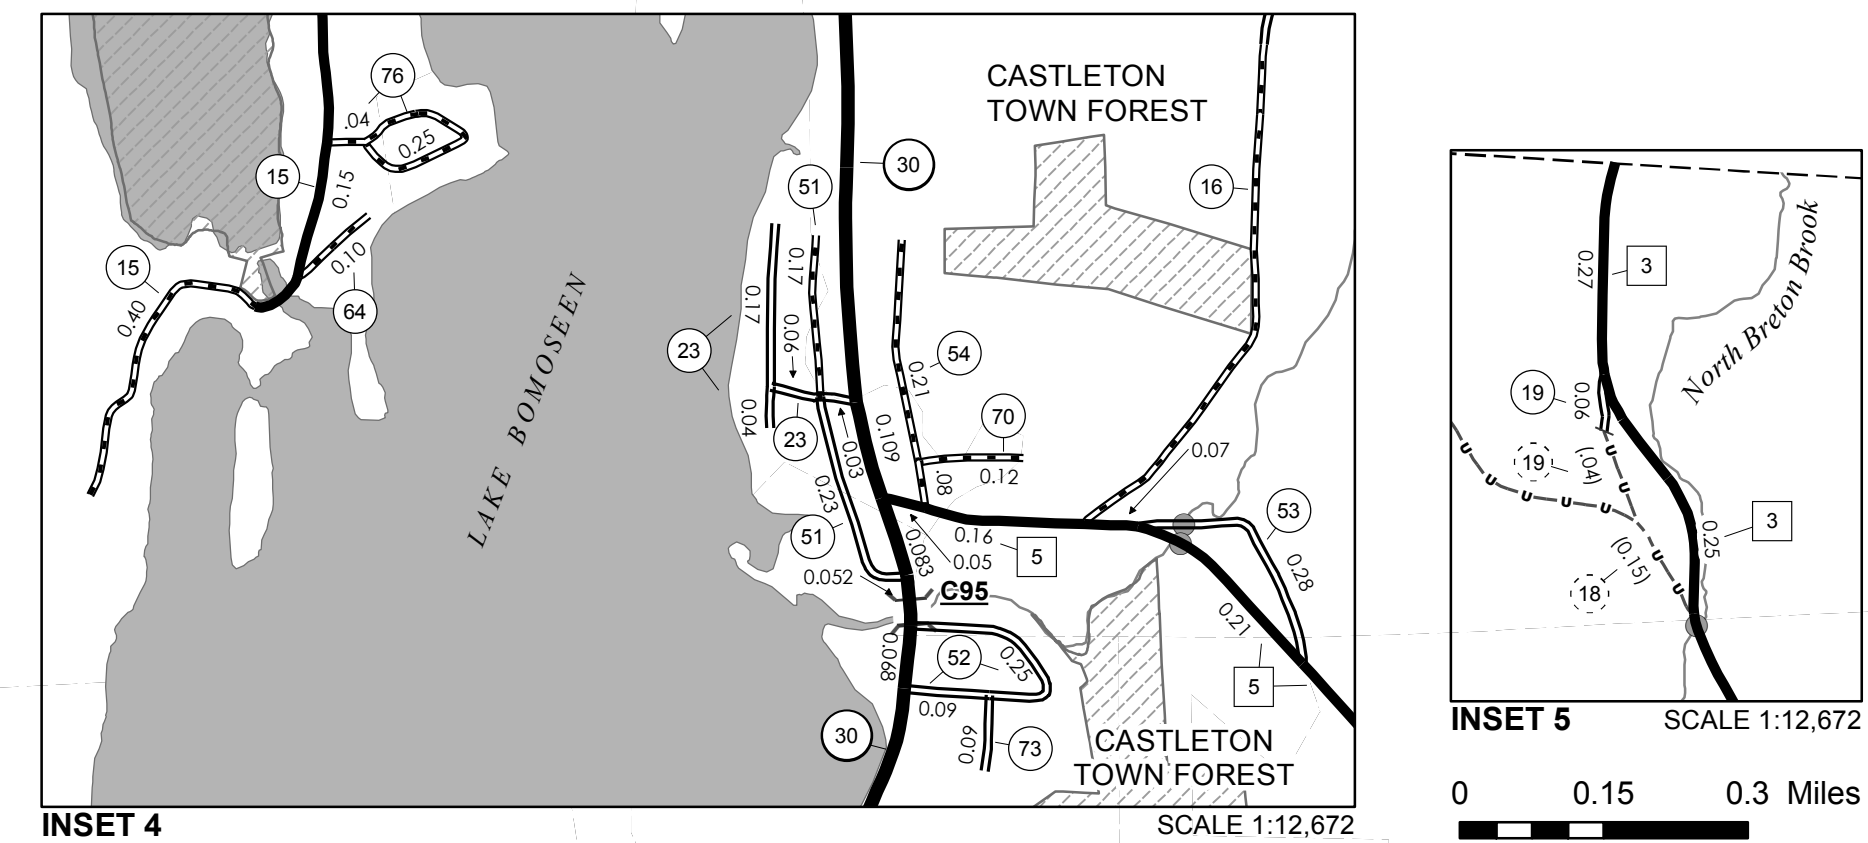 76
.04
0.25
15
0.15
0.10
64
15
0.40
LAKE BOMOSEEN
30
51
0.17
0.17
0.06
23
0.04
23
0.03
0.109
0.23
51
0.052
0.083
0.05
C95
CASTLETON
TOWN FOREST
16
54
0.21
70
0.12
.08
0.07
0.16
5
53
0.28
0.21
5
52
0.25
0.068
0.09
73
0.09
30
CASTLETON
TOWN FOREST
INSET 4
SCALE 1:12,672
0.27
3
North Breton Brook
19
0.06
19
(.04)
0.25
3
(0.15)
18
U
U
U
U
U
U
U
U
U
INSET 5
SCALE 1:12,672
0 0.15 0.3 Miles